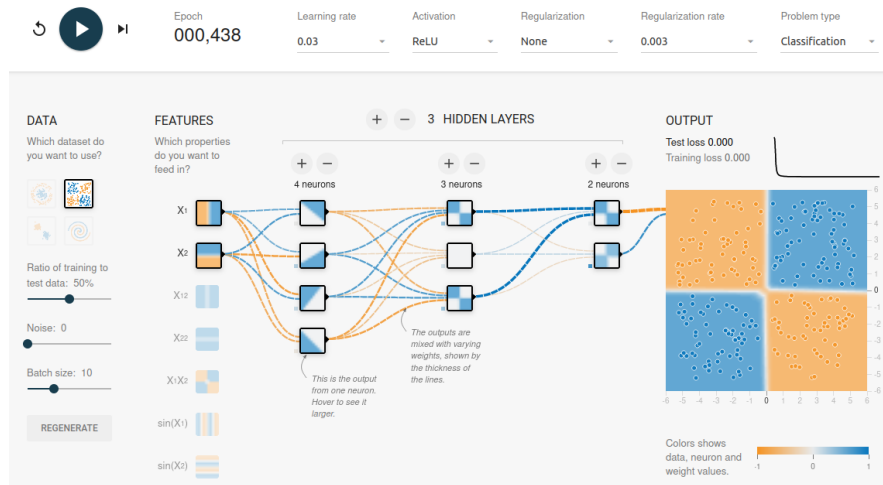 Epoch
000,438
Learning rate
0.03
Activation
ReLU
Regularization
None
Regularization rate
0.003
Problem type
Classification
DATA
Which dataset do
you want to use?
Ratio of training to
test data: 50%
Noise: 0
Batch size: 10
REGENERATE
FEATURES
Which properties
do you want to
feed in?
X1
X2
X12
X22
X1X2
sin(X1)
sin(X2)
+ − 3 HIDDEN LAYERS
+ −
4 neurons
+ −
3 neurons
+ −
2 neurons
This is the output
from one neuron.
Hover to see it
larger.
The outputs are
mixed with varying
weights, shown by
the thickness of
the lines.
OUTPUT
Test loss 0.000
Training loss 0.000
6
5
4
3
2
1
0
-1
-2
-3
-4
-5
-6
-6 -5 -4 -3 -2 -1 0 1 2 3 4 5 6
Colors shows
data, neuron and
weight values.
-1 0 1